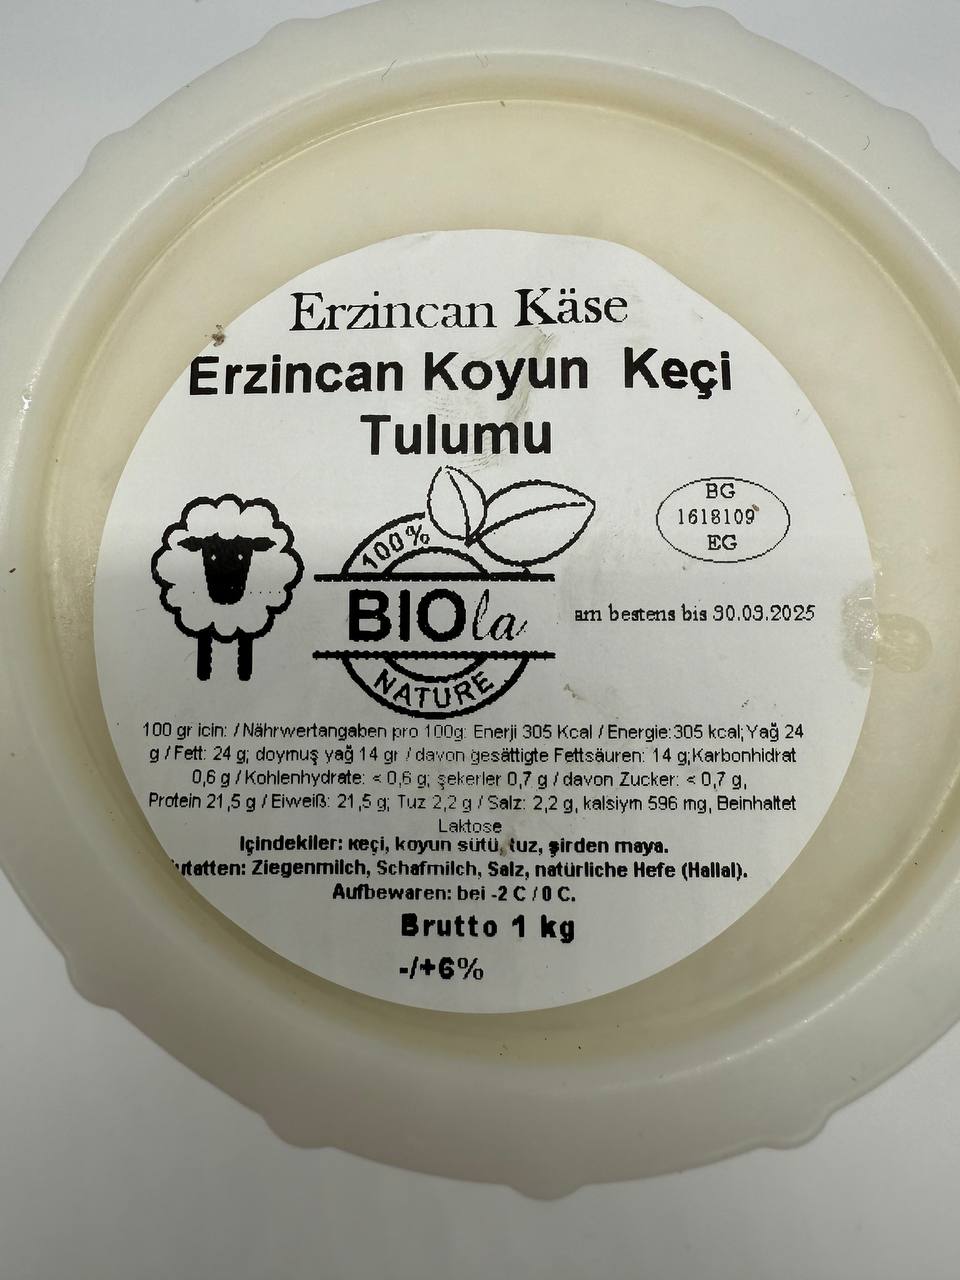 Erzincan Käse
Erzincan Koyun Keçi
Tulumu
100%
BIOla
NATURE
BG
1618109
EG
am bestens bis 30.03.2025
100 gr icin: / Nährwertangaben pro 100g: Enerji 305 Kcal / Energie:305 kcal; Yağ 24
g / Fett: 24 g; doymuş yağ 14 gr / davon gesättigte Fettsäuren: 14 g;Karbonhidrat
0,6 g / Kohlenhydrate: < 0,6 g; şekerler 0,7 g / davon Zucker: < 0,7 g,
Protein 21,5 g / Eiweiß: 21,5 g; Tuz 2,2 g / Salz: 2,2 g, kalsiym 596 mg, Beinhaltet
Laktose
Içindekiler: keçi, koyun sütü, tuz, şirden maya.
utatten: Ziegenmilch, Schafmilch, Salz, natürliche Hefe (Hallal).
Aufbewaren: bei -2 C / 0 C.
Brutto 1 kg
-/+6%